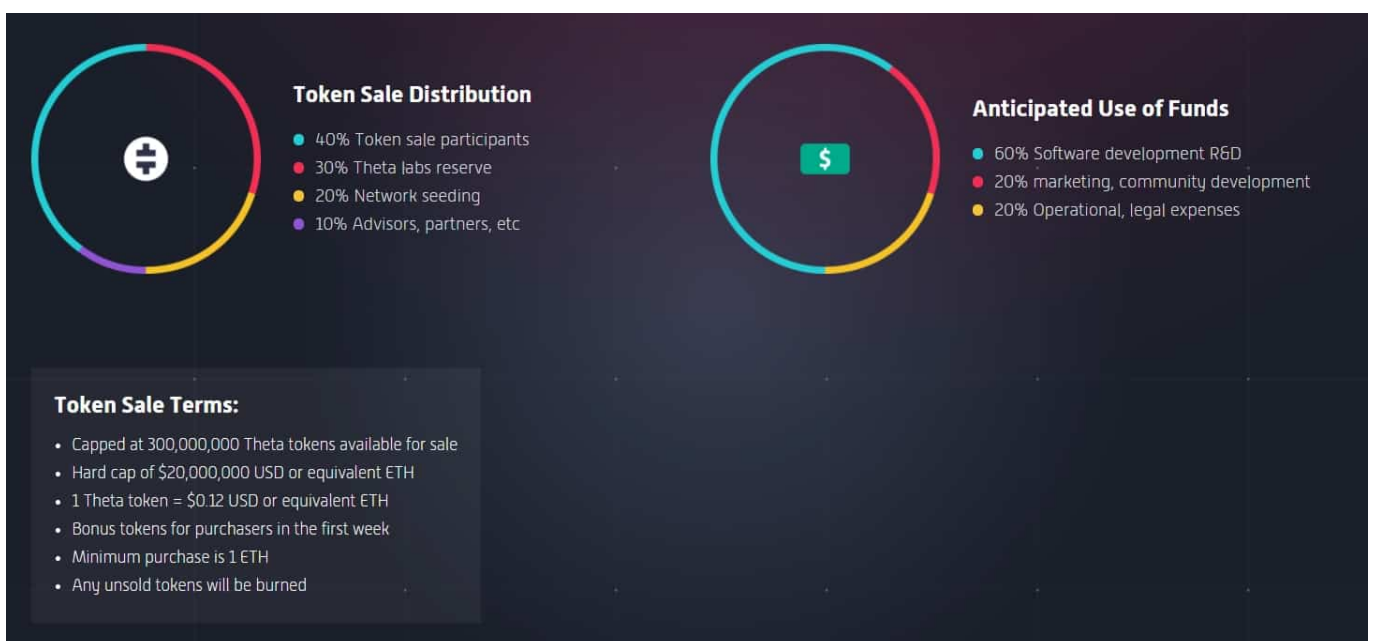 Token Sale Distribution
40% Token sale participants
30% Theta labs reserve
20% Network seeding
10% Advisors, partners, etc
$
Anticipated Use of Funds
60% Software development R&D
20% marketing, community development
20% Operational, legal expenses
Token Sale Terms:
• Capped at 300,000,000 Theta tokens available for sale
• Hard cap of $20,000,000 USD or equivalent ETH
• 1 Theta token = $0.12 USD or equivalent ETH
• Bonus tokens for purchasers in the first week
• Minimum purchase is 1 ETH
• Any unsold tokens will be burned